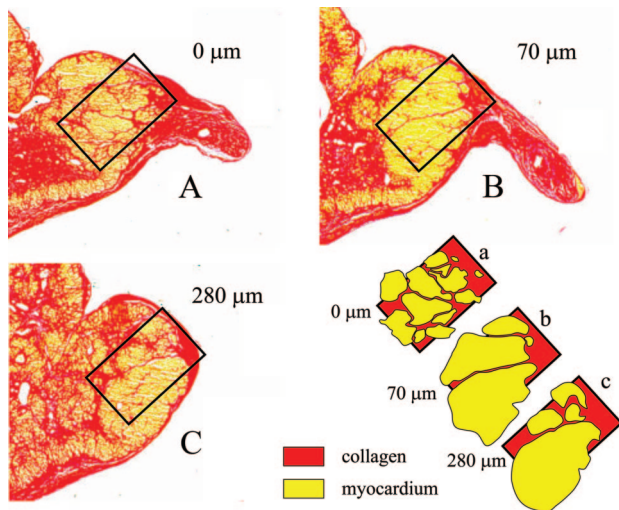 0 μm
A
70 μm
B
280 μm
C
a
0 μm
b
70 μm
c
280 μm
collagen
myocardium